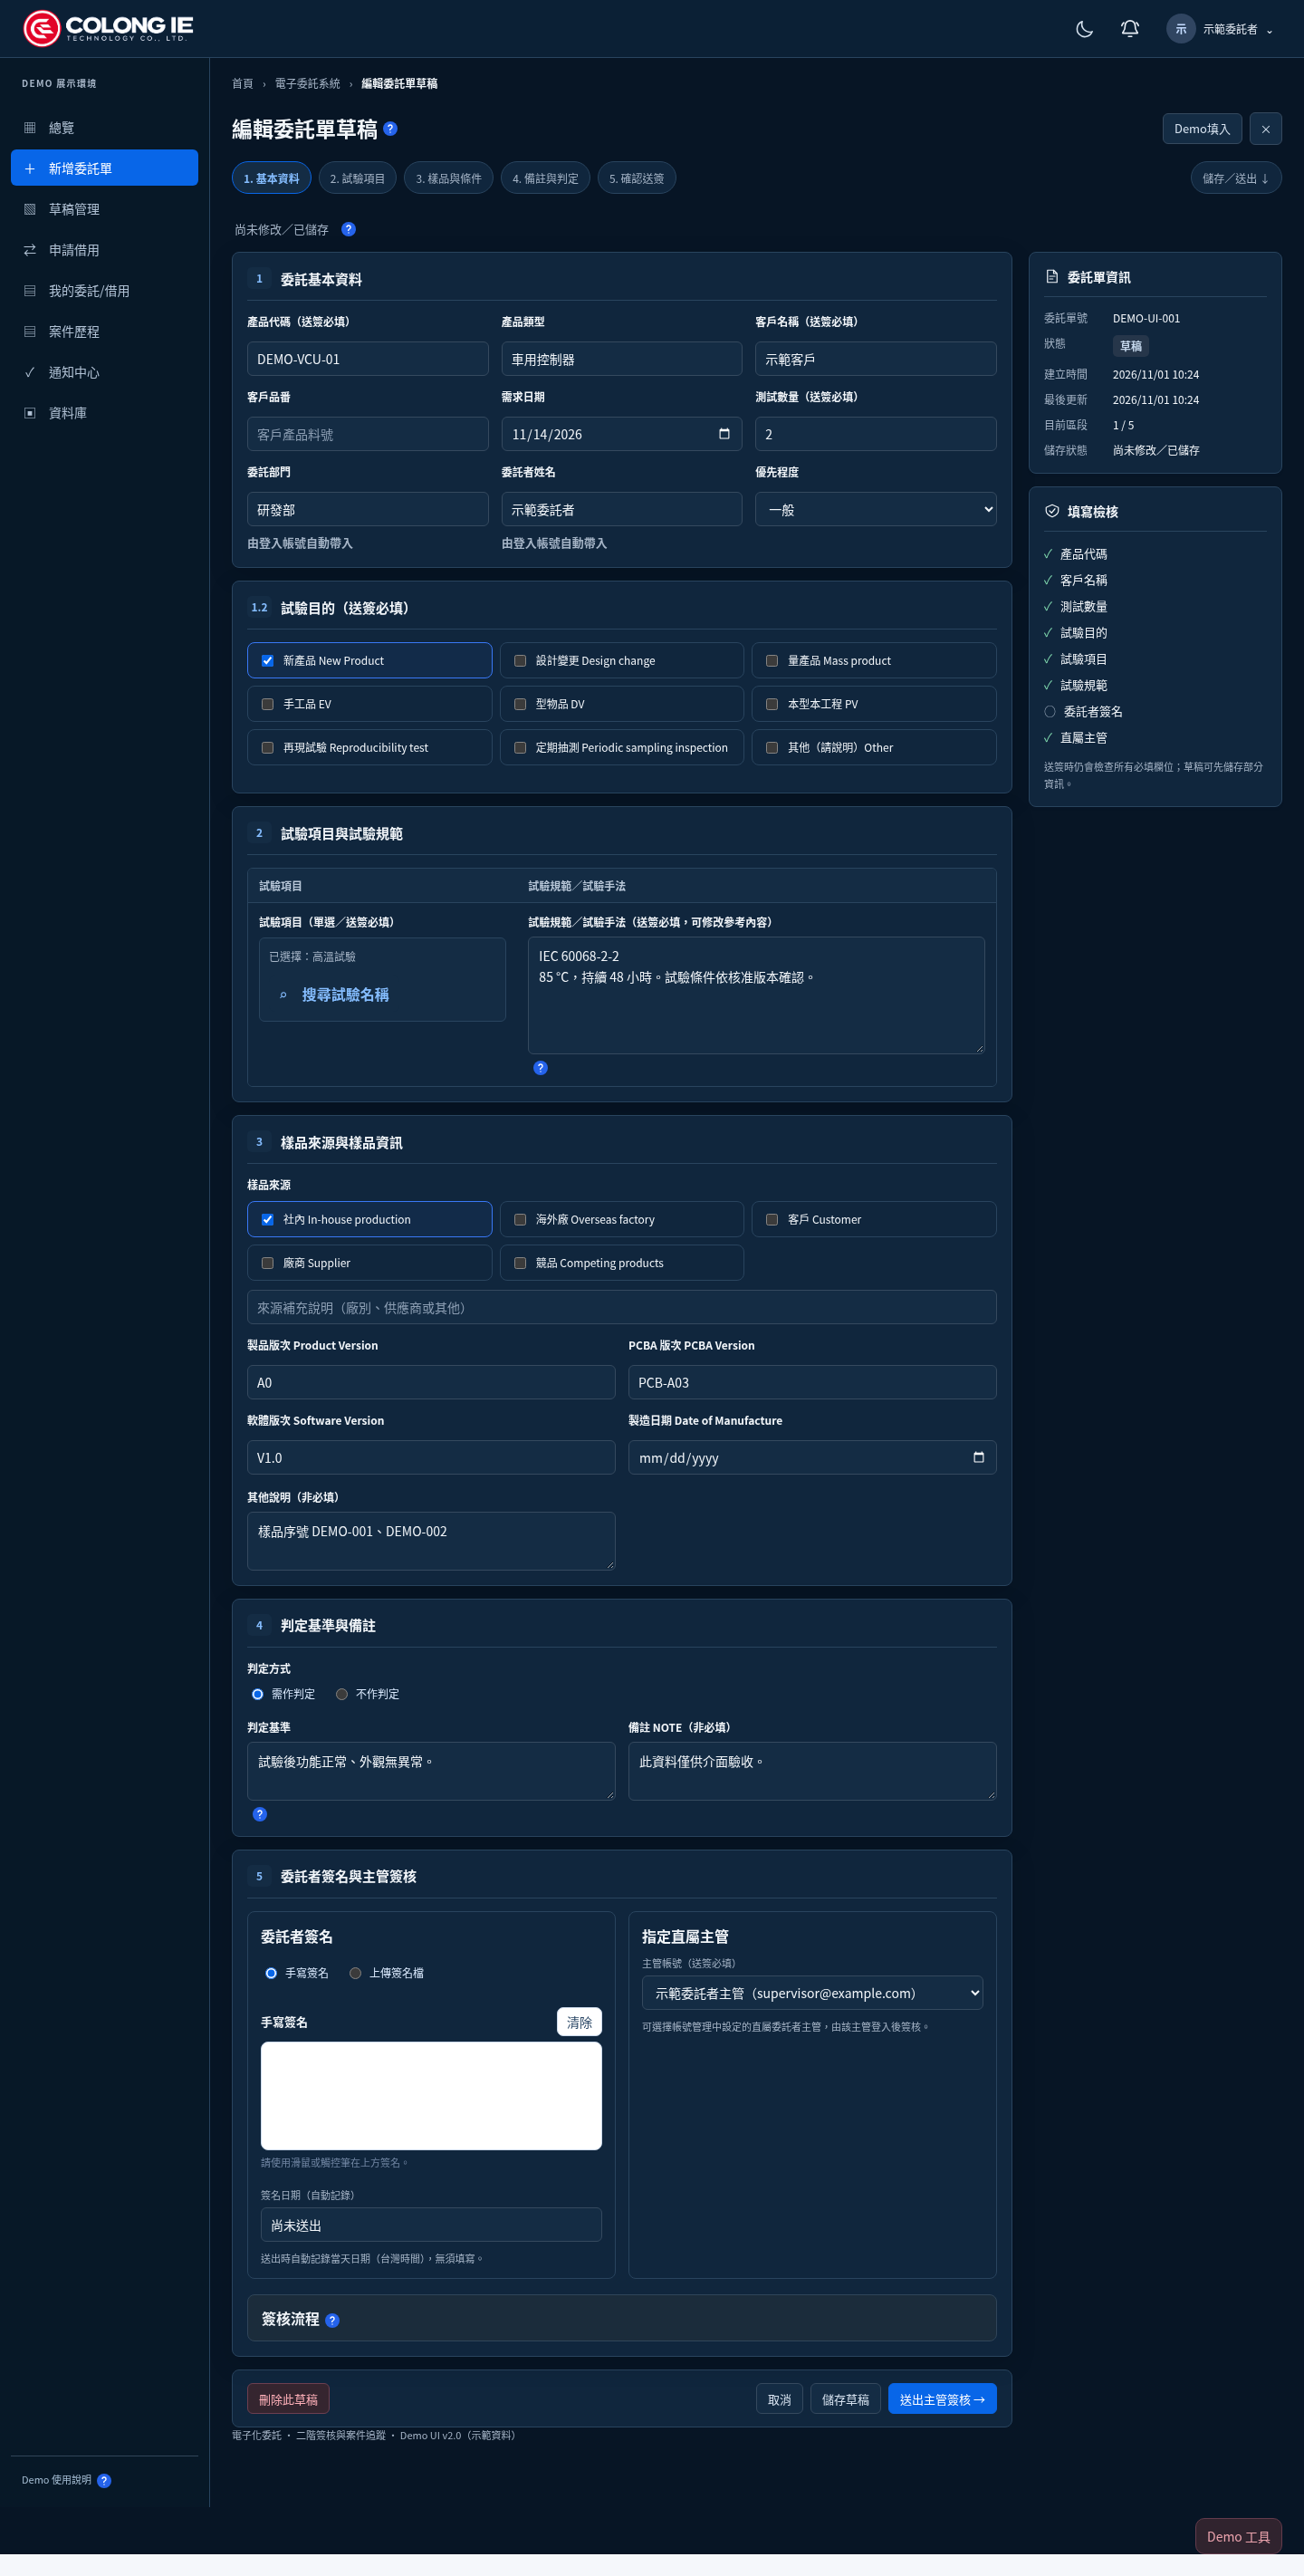 COLONG IE
TECHNOLOGY CO., LTD.
示 示範委託者
DEMO 展示環境
總覽
新增委託單
草稿管理
申請借用
我的委託/借用
案件歷程
通知中心
資料庫
首頁 › 電子委託系統 › 編輯委託單草稿
編輯委託單草稿 ?
Demo填入 ×
1. 基本資料 2. 試驗項目 3. 樣品與條件 4. 備註與判定 5. 確認送簽 儲存／送出 ↓
尚未修改／已儲存 ?
1 委託基本資料
產品代碼（送簽必填） 產品類型 客戶名稱（送簽必填）
DEMO-VCU-01 車用控制器 示範客戶
客戶品番 需求日期 測試數量（送簽必填）
客戶產品料號 11/14/2026 2
委託部門 委託者姓名 優先程度
研發部 示範委託者 一般
由登入帳號自動帶入 由登入帳號自動帶入
1.2 試驗目的（送簽必填）
新產品 New Product 設計變更 Design change 量產品 Mass product
手工品 EV 型物品 DV 本型本工程 PV
再現試驗 Reproducibility test 定期抽測 Periodic sampling inspection 其他（請說明）Other
2 試驗項目與試驗規範
試驗項目 試驗規範／試驗手法
試驗項目（單選／送簽必填） 試驗規範／試驗手法（送簽必填，可修改參考內容）
已選擇：高溫試驗
搜尋試驗名稱
IEC 60068-2-2
85 °C，持續 48 小時。試驗條件依核准版本確認。
?
3 樣品來源與樣品資訊
樣品來源
社內 In-house production 海外廠 Overseas factory 客戶 Customer
廠商 Supplier 競品 Competing products
來源補充說明（廠別、供應商或其他）
製品版次 Product Version PCBA 版次 PCBA Version
A0 PCB-A03
軟體版次 Software Version 製造日期 Date of Manufacture
V1.0 mm/dd/yyyy
其他說明（非必填）
樣品序號 DEMO-001、DEMO-002
4 判定基準與備註
判定方式
需作判定 不作判定
判定基準 備註 NOTE（非必填）
試驗後功能正常、外觀無異常。 此資料僅供介面驗收。
?
5 委託者簽名與主管簽核
委託者簽名
手寫簽名 上傳簽名檔
手寫簽名 清除
請使用滑鼠或觸控筆在上方簽名。
簽名日期（自動記錄）
尚未送出
送出時自動記錄當天日期（台灣時間），無須填寫。
指定直屬主管
主管帳號（送簽必填）
示範委託者主管（supervisor@example.com）
可選擇帳號管理中設定的直屬委託者主管，由該主管登入後簽核。
簽核流程 ?
刪除此草稿 取消 儲存草稿 送出主管簽核 →
電子化委託 · 二階簽核與案件追蹤 · Demo UI v2.0（示範資料）
委託單資訊
委託單號 DEMO-UI-001
狀態 草稿
建立時間 2026/11/01 10:24
最後更新 2026/11/01 10:24
目前區段 1 / 5
儲存狀態 尚未修改／已儲存
填寫檢核
✓ 產品代碼
✓ 客戶名稱
✓ 測試數量
✓ 試驗目的
✓ 試驗項目
✓ 試驗規範
○ 委託者簽名
✓ 直屬主管
送簽時仍會檢查所有必填欄位；草稿可先儲存部分
資訊。
Demo 使用說明 ?
Demo 工具